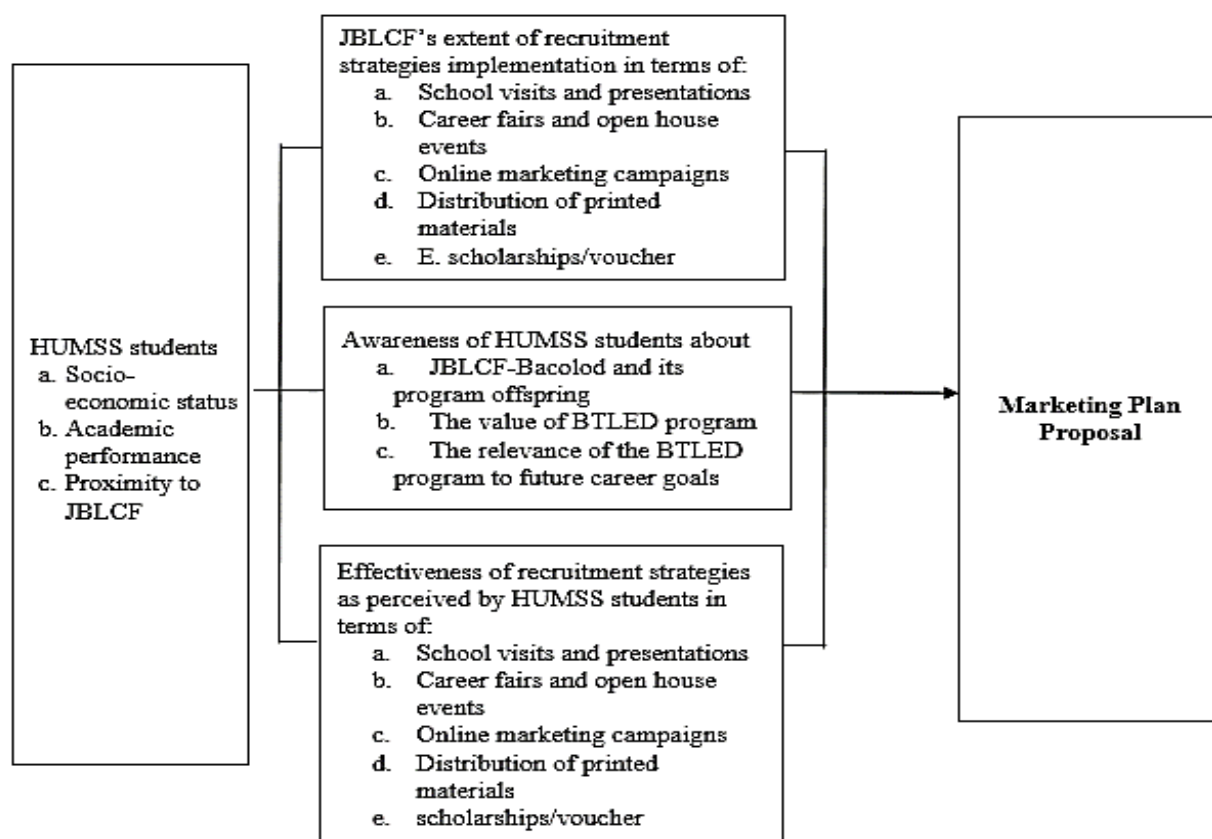 HUMSS students
a. Socio-
economic status
b. Academic
performance
c. Proximity to
JBLCF
JBLCF's extent of recruitment
strategies implementation in terms of:
a. School visits and presentations
b. Career fairs and open house
events
c. Online marketing campaigns
d. Distribution of printed
materials
e. E. scholarships/voucher
Awareness of HUMSS students about
a. JBLCF-Bacolod and its
program offspring
b. The value of BTLED program
c. The relevance of the BTLED
program to future career goals
Effectiveness of recruitment strategies
as perceived by HUMSS students in
terms of:
a. School visits and presentations
b. Career fairs and open house
events
c. Online marketing campaigns
d. Distribution of printed
materials
e. scholarships/voucher
Marketing Plan
Proposal